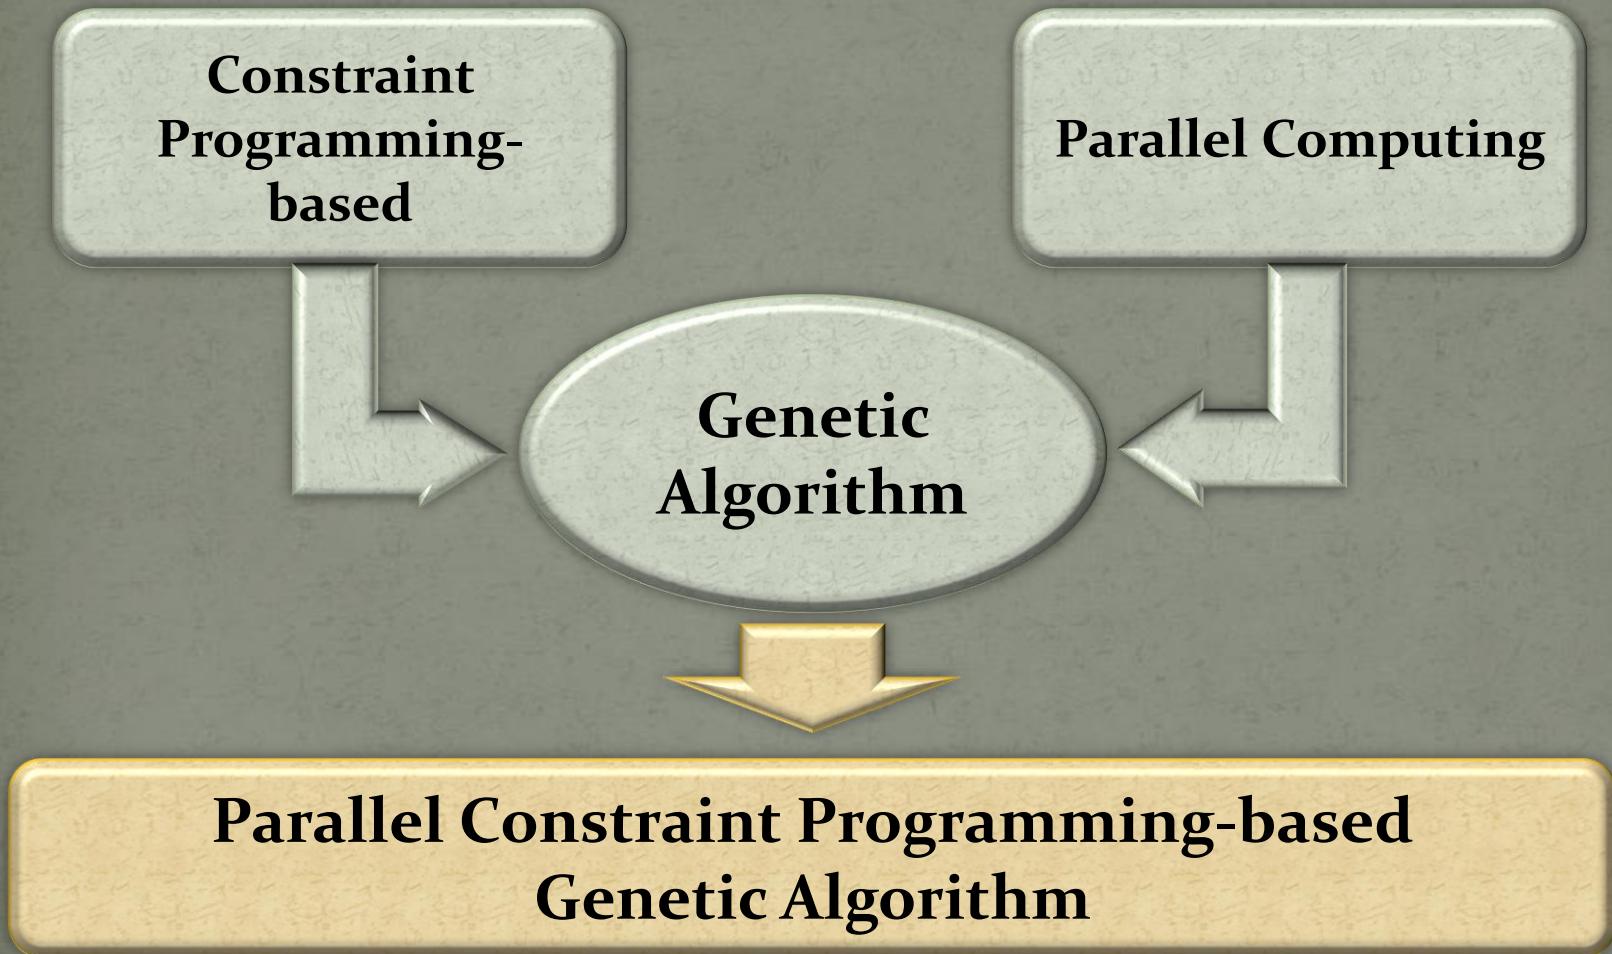 Constraint
Programming-
based
Parallel Computing
Genetic
Algorithm
Parallel Constraint Programming-based
Genetic Algorithm